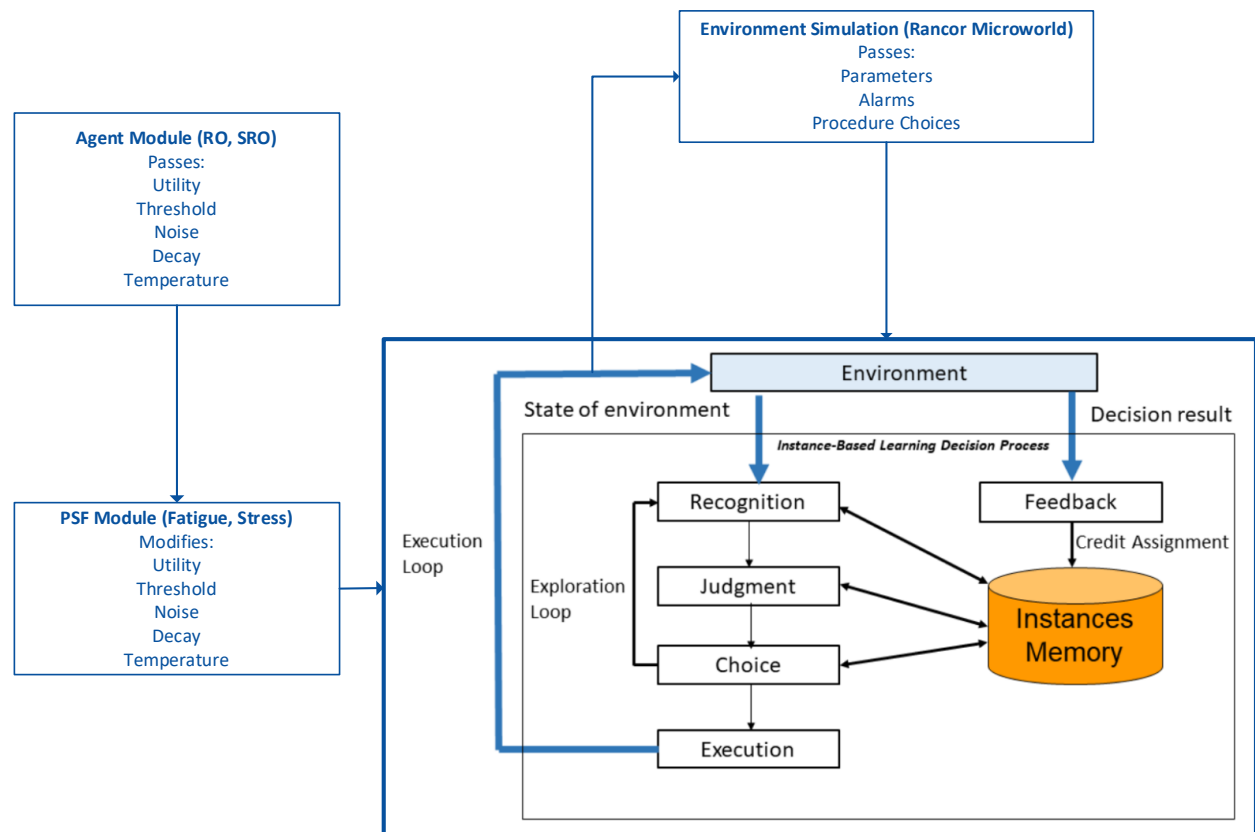 Environment Simulation (Rancor Microworld)
Passes:
Parameters
Alarms
Procedure Choices
Agent Module (RO, SRO)
Passes:
Utility
Threshold
Noise
Decay
Temperature
PSF Module (Fatigue, Stress)
Modifies:
Utility
Threshold
Noise
Decay
Temperature
Environment
State of environment
Decision result
Instance-Based Learning Decision Process
Recognition
Feedback
Credit Assignment
Execution
Loop
Exploration
Loop
Judgment
Instances
Memory
Choice
Execution